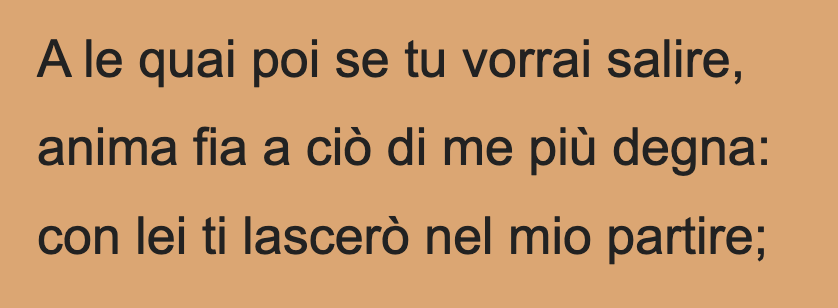 A le quai poi se tu vorrai salire,
anima fia a ciò di me più degna:
con lei ti lascerò nel mio partire;